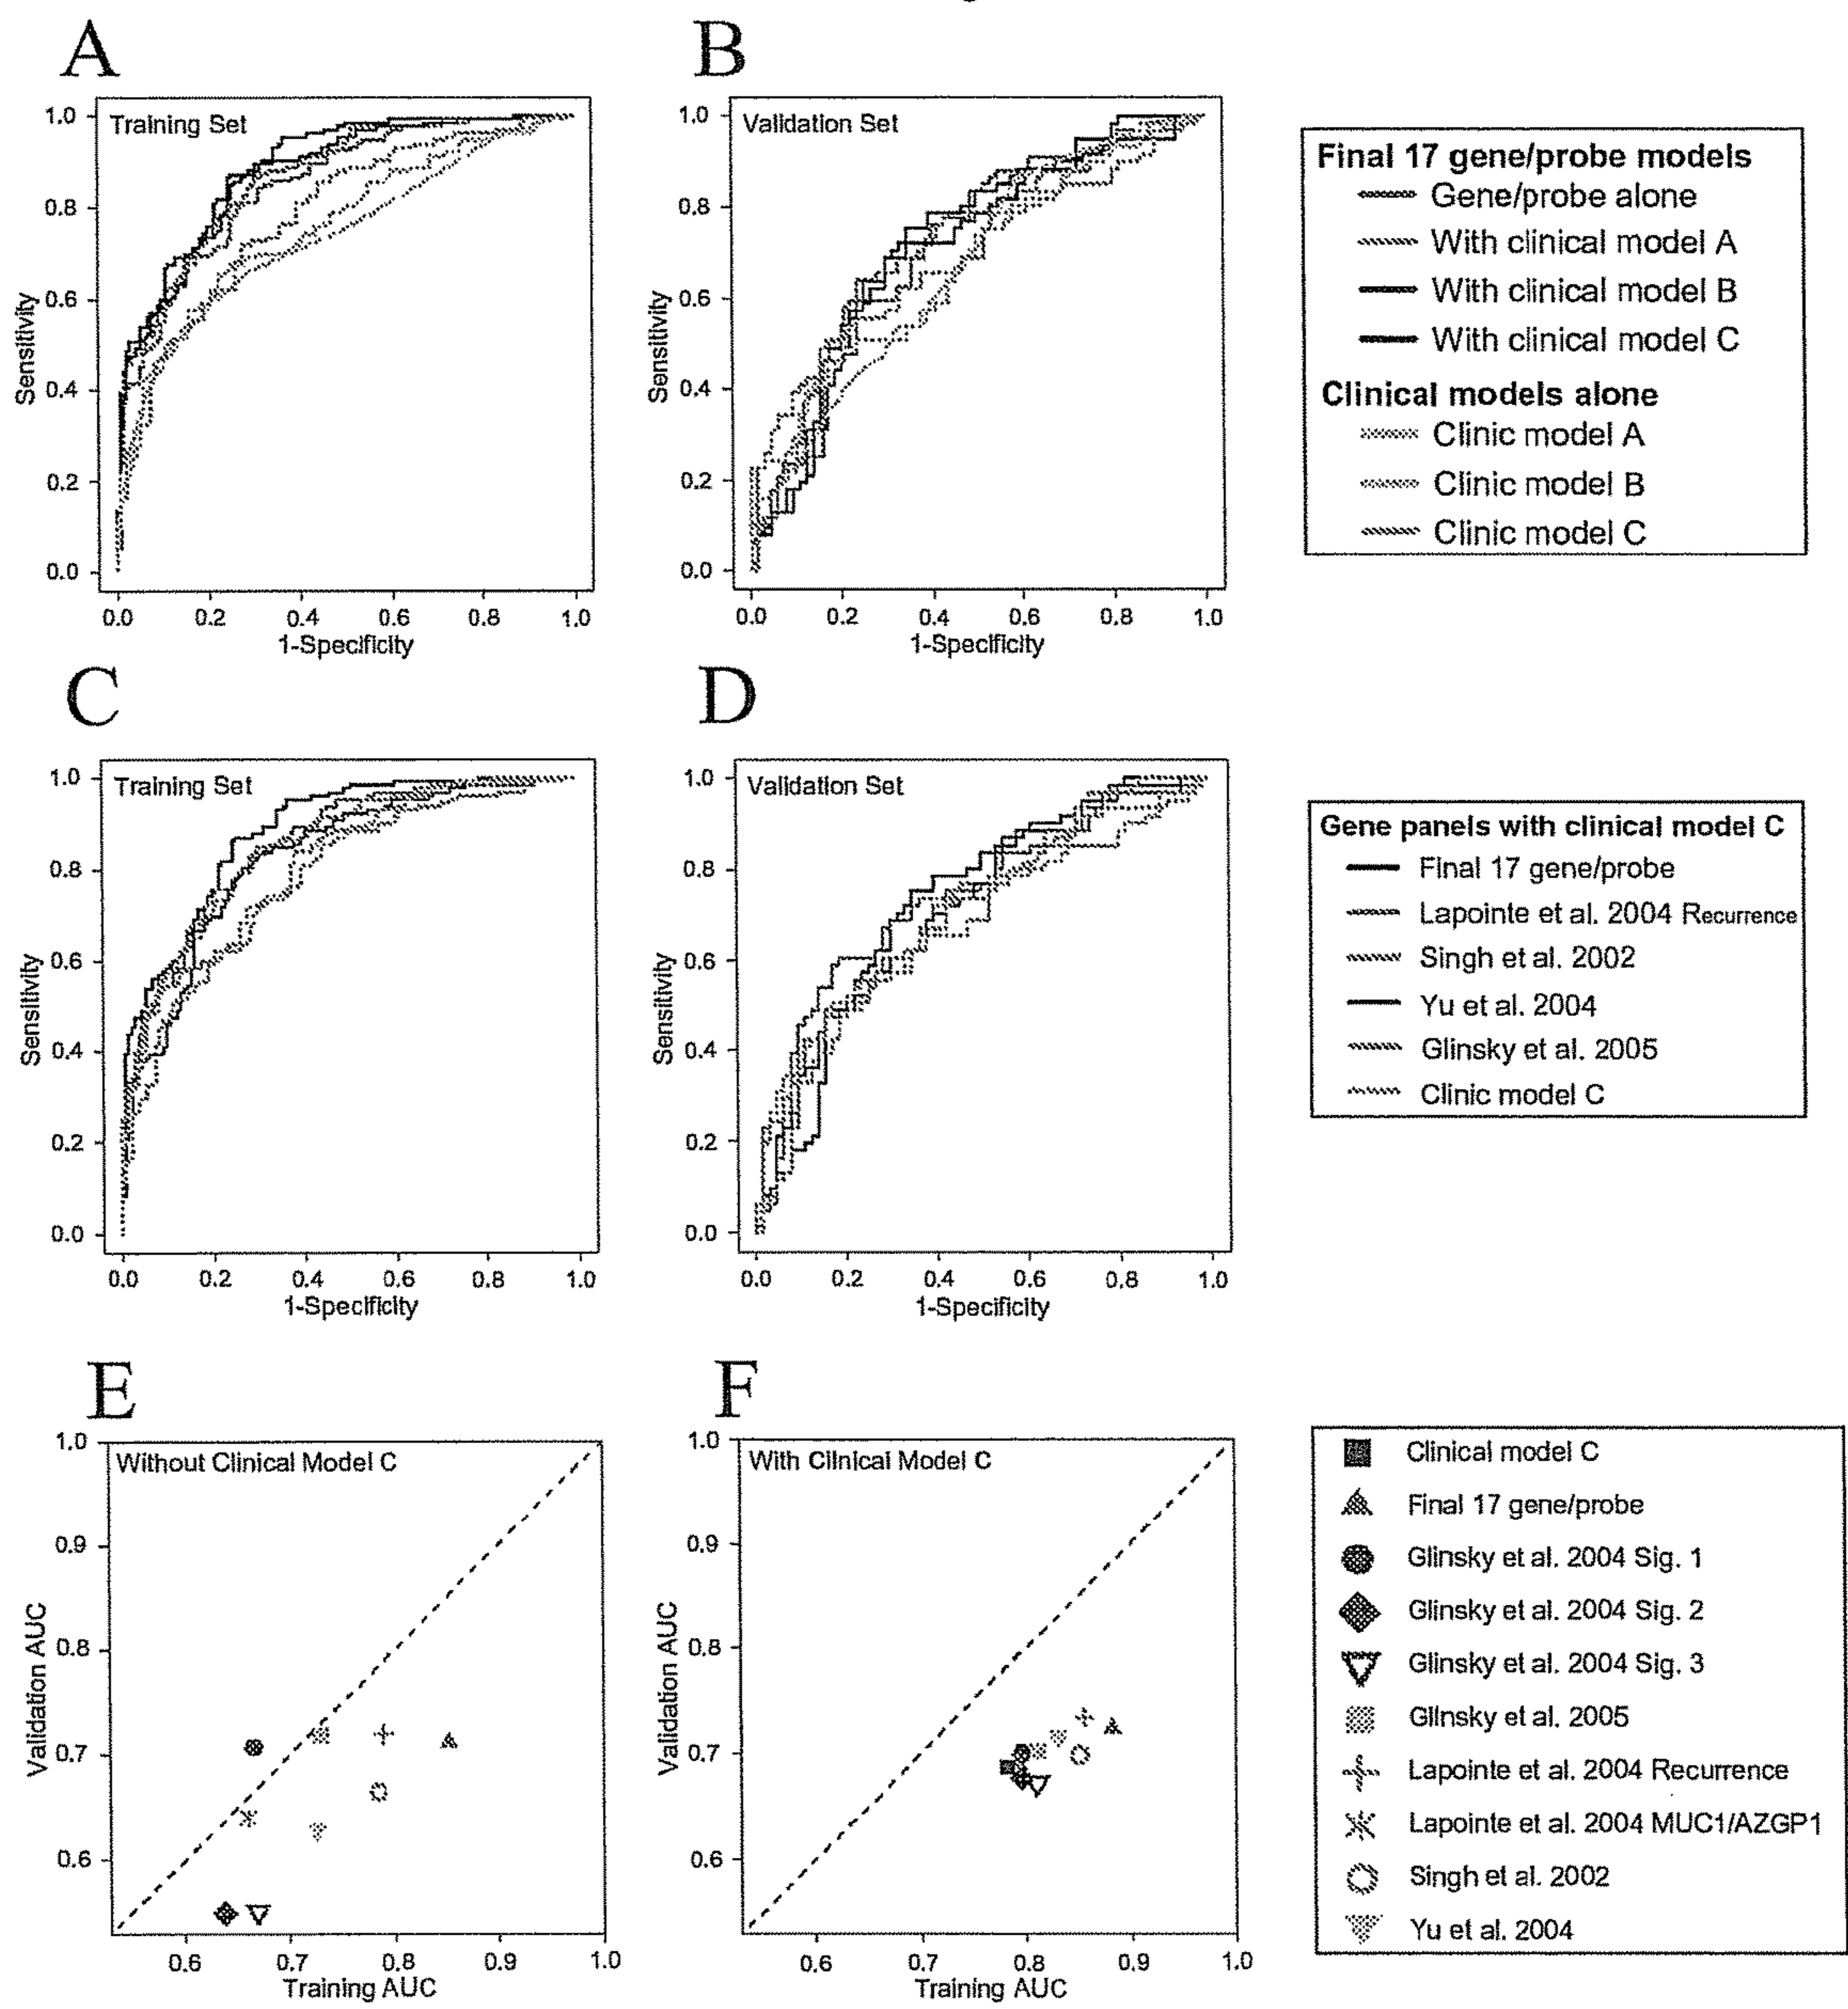 A
B
Training Set
1.0
0.8
0.6
0.4
0.2
0.0
Sensitivity
0.0 0.2 0.4 0.6 0.8 1.0
1-Specificity
Validation Set
1.0
0.8
0.6
0.4
0.2
0.0
Sensitivity
0.0 0.2 0.4 0.6 0.8 1.0
1-Specificity
Final 17 gene/probe models
Gene/probe alone
With clinical model A
With clinical model B
With clinical model C
Clinical models alone
Clinic model A
Clinic model B
Clinic model C
C
D
Training Set
1.0
0.8
0.6
0.4
0.2
0.0
Sensitivity
0.0 0.2 0.4 0.6 0.8 1.0
1-Specificity
Validation Set
1.0
0.8
0.6
0.4
0.2
0.0
Sensitivity
0.0 0.2 0.4 0.6 0.8 1.0
1-Specificity
Gene panels with clinical model C
Final 17 gene/probe
Lapointe et al. 2004 Recurrence
Singh et al. 2002
Yu et al. 2004
Glinsky et al. 2005
Clinic model C
E
F
Without Clinical Model C
1.0
0.9
0.8
0.7
0.6
Validation AUC
0.6 0.7 0.8 0.9 1.0
Training AUC
With Clinical Model C
1.0
0.9
0.8
0.7
0.6
Validation AUC
0.6 0.7 0.8 0.9 1.0
Training AUC
Clinical model C
Final 17 gene/probe
Glinsky et al. 2004 Sig. 1
Glinsky et al. 2004 Sig. 2
Glinsky et al. 2004 Sig. 3
Glinsky et al. 2005
Lapointe et al. 2004 Recurrence
Lapointe et al. 2004 MUC1/AZGP1
Singh et al. 2002
Yu et al. 2004